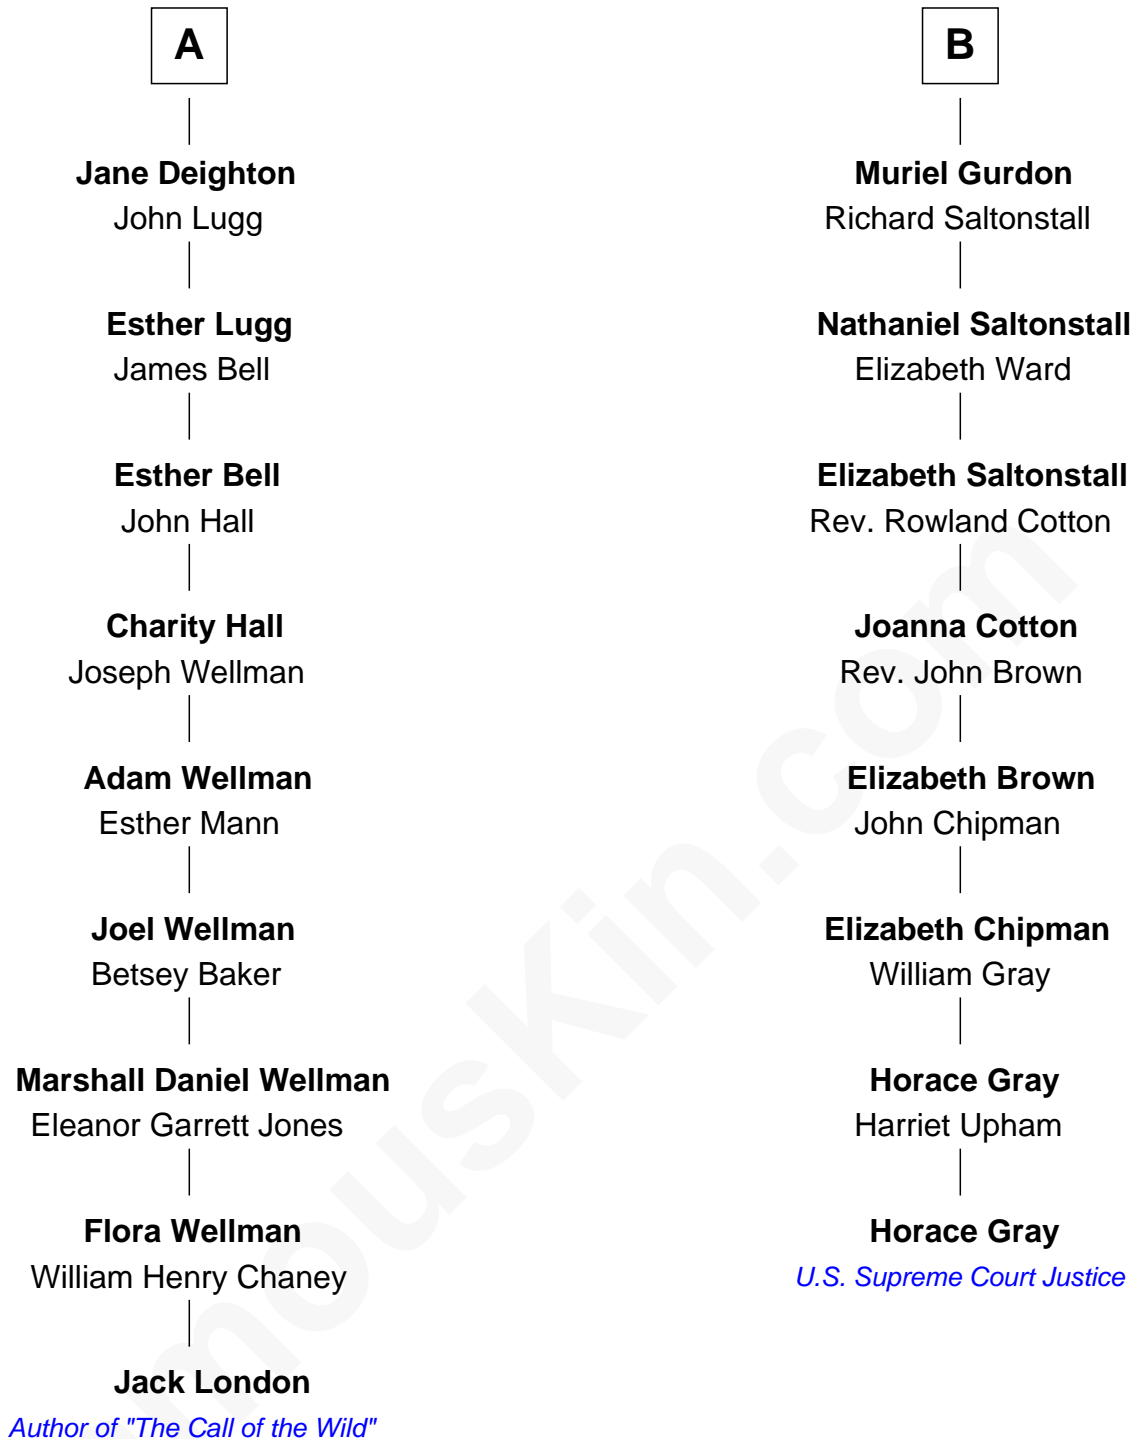 A
Jane Deighton
John Lugg
Esther Lugg
James Bell
Esther Bell
John Hall
Charity Hall
Joseph Wellman
Adam Wellman
Esther Mann
Joel Wellman
Betsey Baker
Marshall Daniel Wellman
Eleanor Garrett Jones
Flora Wellman
William Henry Chaney
Jack London
Author of "The Call of the Wild"
B
Muriel Gurdon
Richard Saltonstall
Nathaniel Saltonstall
Elizabeth Ward
Elizabeth Saltonstall
Rev. Rowland Cotton
Joanna Cotton
Rev. John Brown
Elizabeth Brown
John Chipman
Elizabeth Chipman
William Gray
Horace Gray
Harriet Upham
Horace Gray
U.S. Supreme Court Justice
mousKin.com